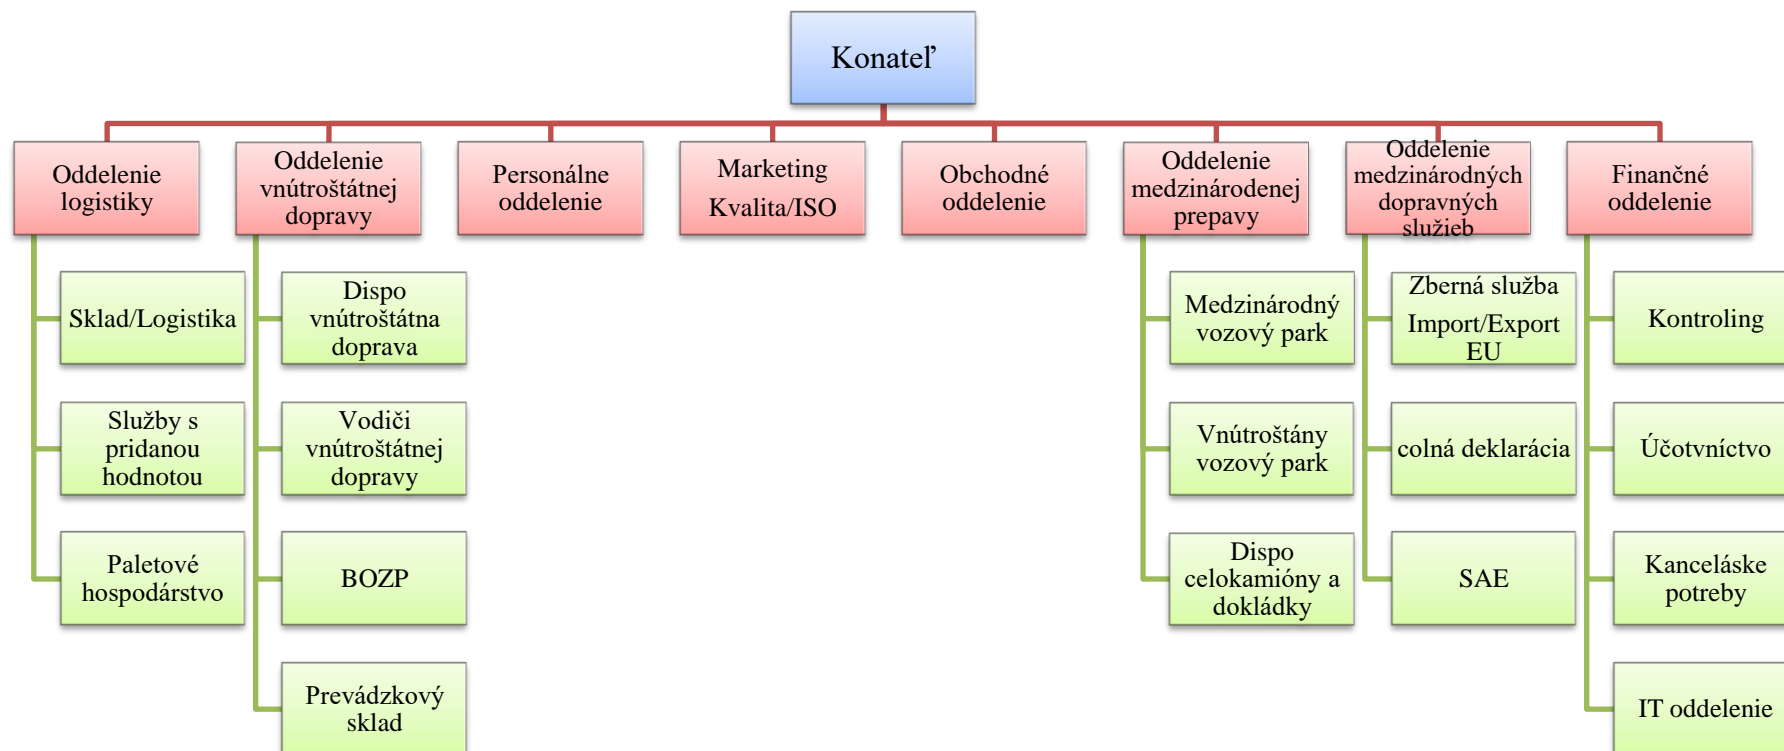 Konateľ
Oddelenie
logistiky
Oddelenie
vnútroštátnej
dopravy
Personálne
oddelenie
Marketing
Kvalita/ISO
Obchodné
oddelenie
Oddelenie
medzinárodenej
prepavy
Oddelenie
medzinárodných
dopravných
služieb
Finančné
oddelenie
Sklad/Logistika
Služby s
pridanou
hodnotou
Paletové
hospodárstvo
Dispo
vnútroštátna
doprava
Vodiči
vnútroštátnej
dopravy
BOZP
Prevádzkový
sklad
Medzinárodný
vozový park
Vnútroštány
vozový park
Dispo
celokamióny a
dokládky
Zberná služba
Import/Export
EU
colná deklarácia
SAE
Kontroling
Účotvníctvo
Kanceláske
potreby
IT oddelenie